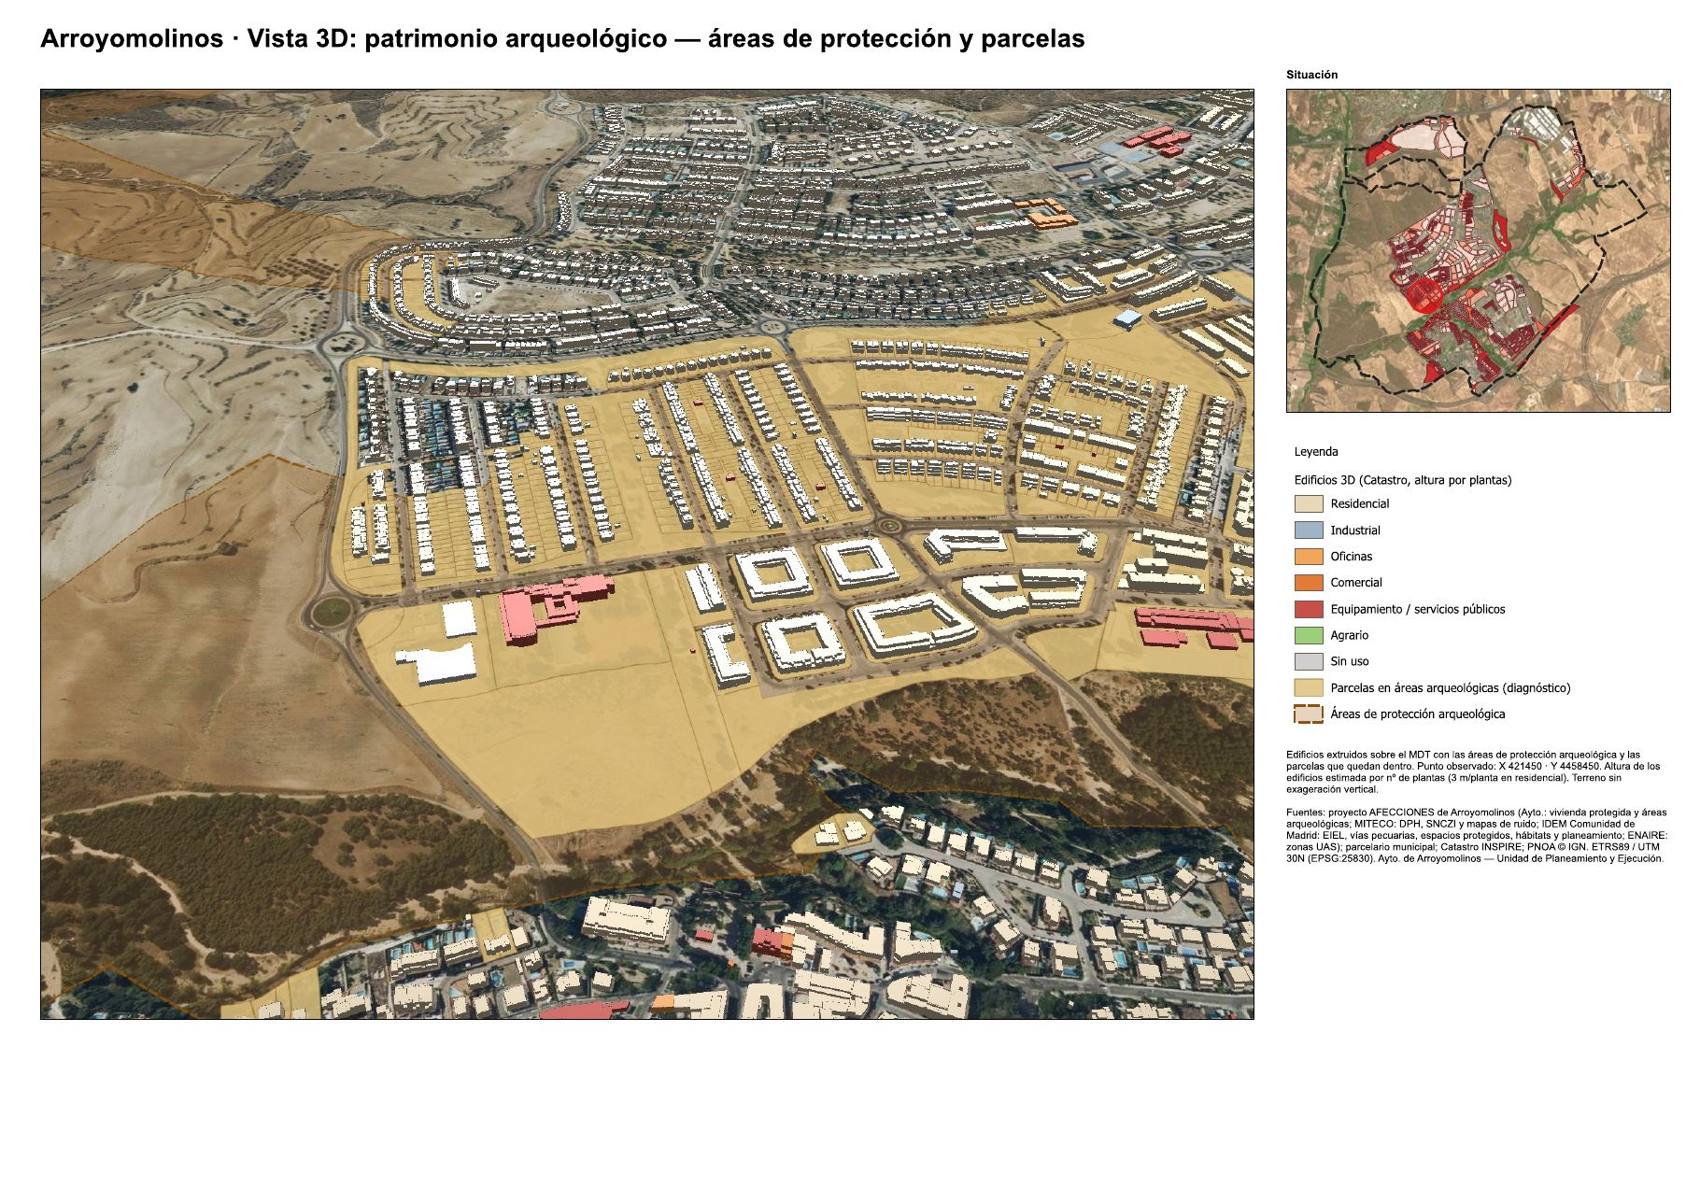 Arroyomolinos · Vista 3D: patrimonio arqueológico — áreas de protección y parcelas
Situación
Leyenda
Edificios 3D (Catastro, altura por plantas)
Residencial
Industrial
Oficinas
Comercial
Equipamiento / servicios públicos
Agrario
Sin uso
Parcelas en áreas arqueológicas (diagnóstico)
Áreas de protección arqueológica
Edificios extruidos sobre el MDT con las áreas de protección arqueológica y las
parcelas que quedan dentro. Punto observado: X 421450 · Y 4458450. Altura de los
edificios estimada por nº de plantas (3 m/planta en residencial). Terreno sin
exageración vertical.
Fuentes: proyecto AFECCIONES de Arroyomolinos (Ayto.: vivienda protegida y áreas
arqueológicas; MITECO: DPH, SNCZI y mapas de ruido; IDEM Comunidad de
Madrid: EIEL, vías pecuarias, espacios protegidos, hábitats y planeamiento; ENAIRE:
zonas UAS); parcelario municipal; Catastro INSPIRE; PNOA © IGN. ETRS89 / UTM
30N (EPSG:25830). Ayto. de Arroyomolinos — Unidad de Planeamiento y Ejecución.